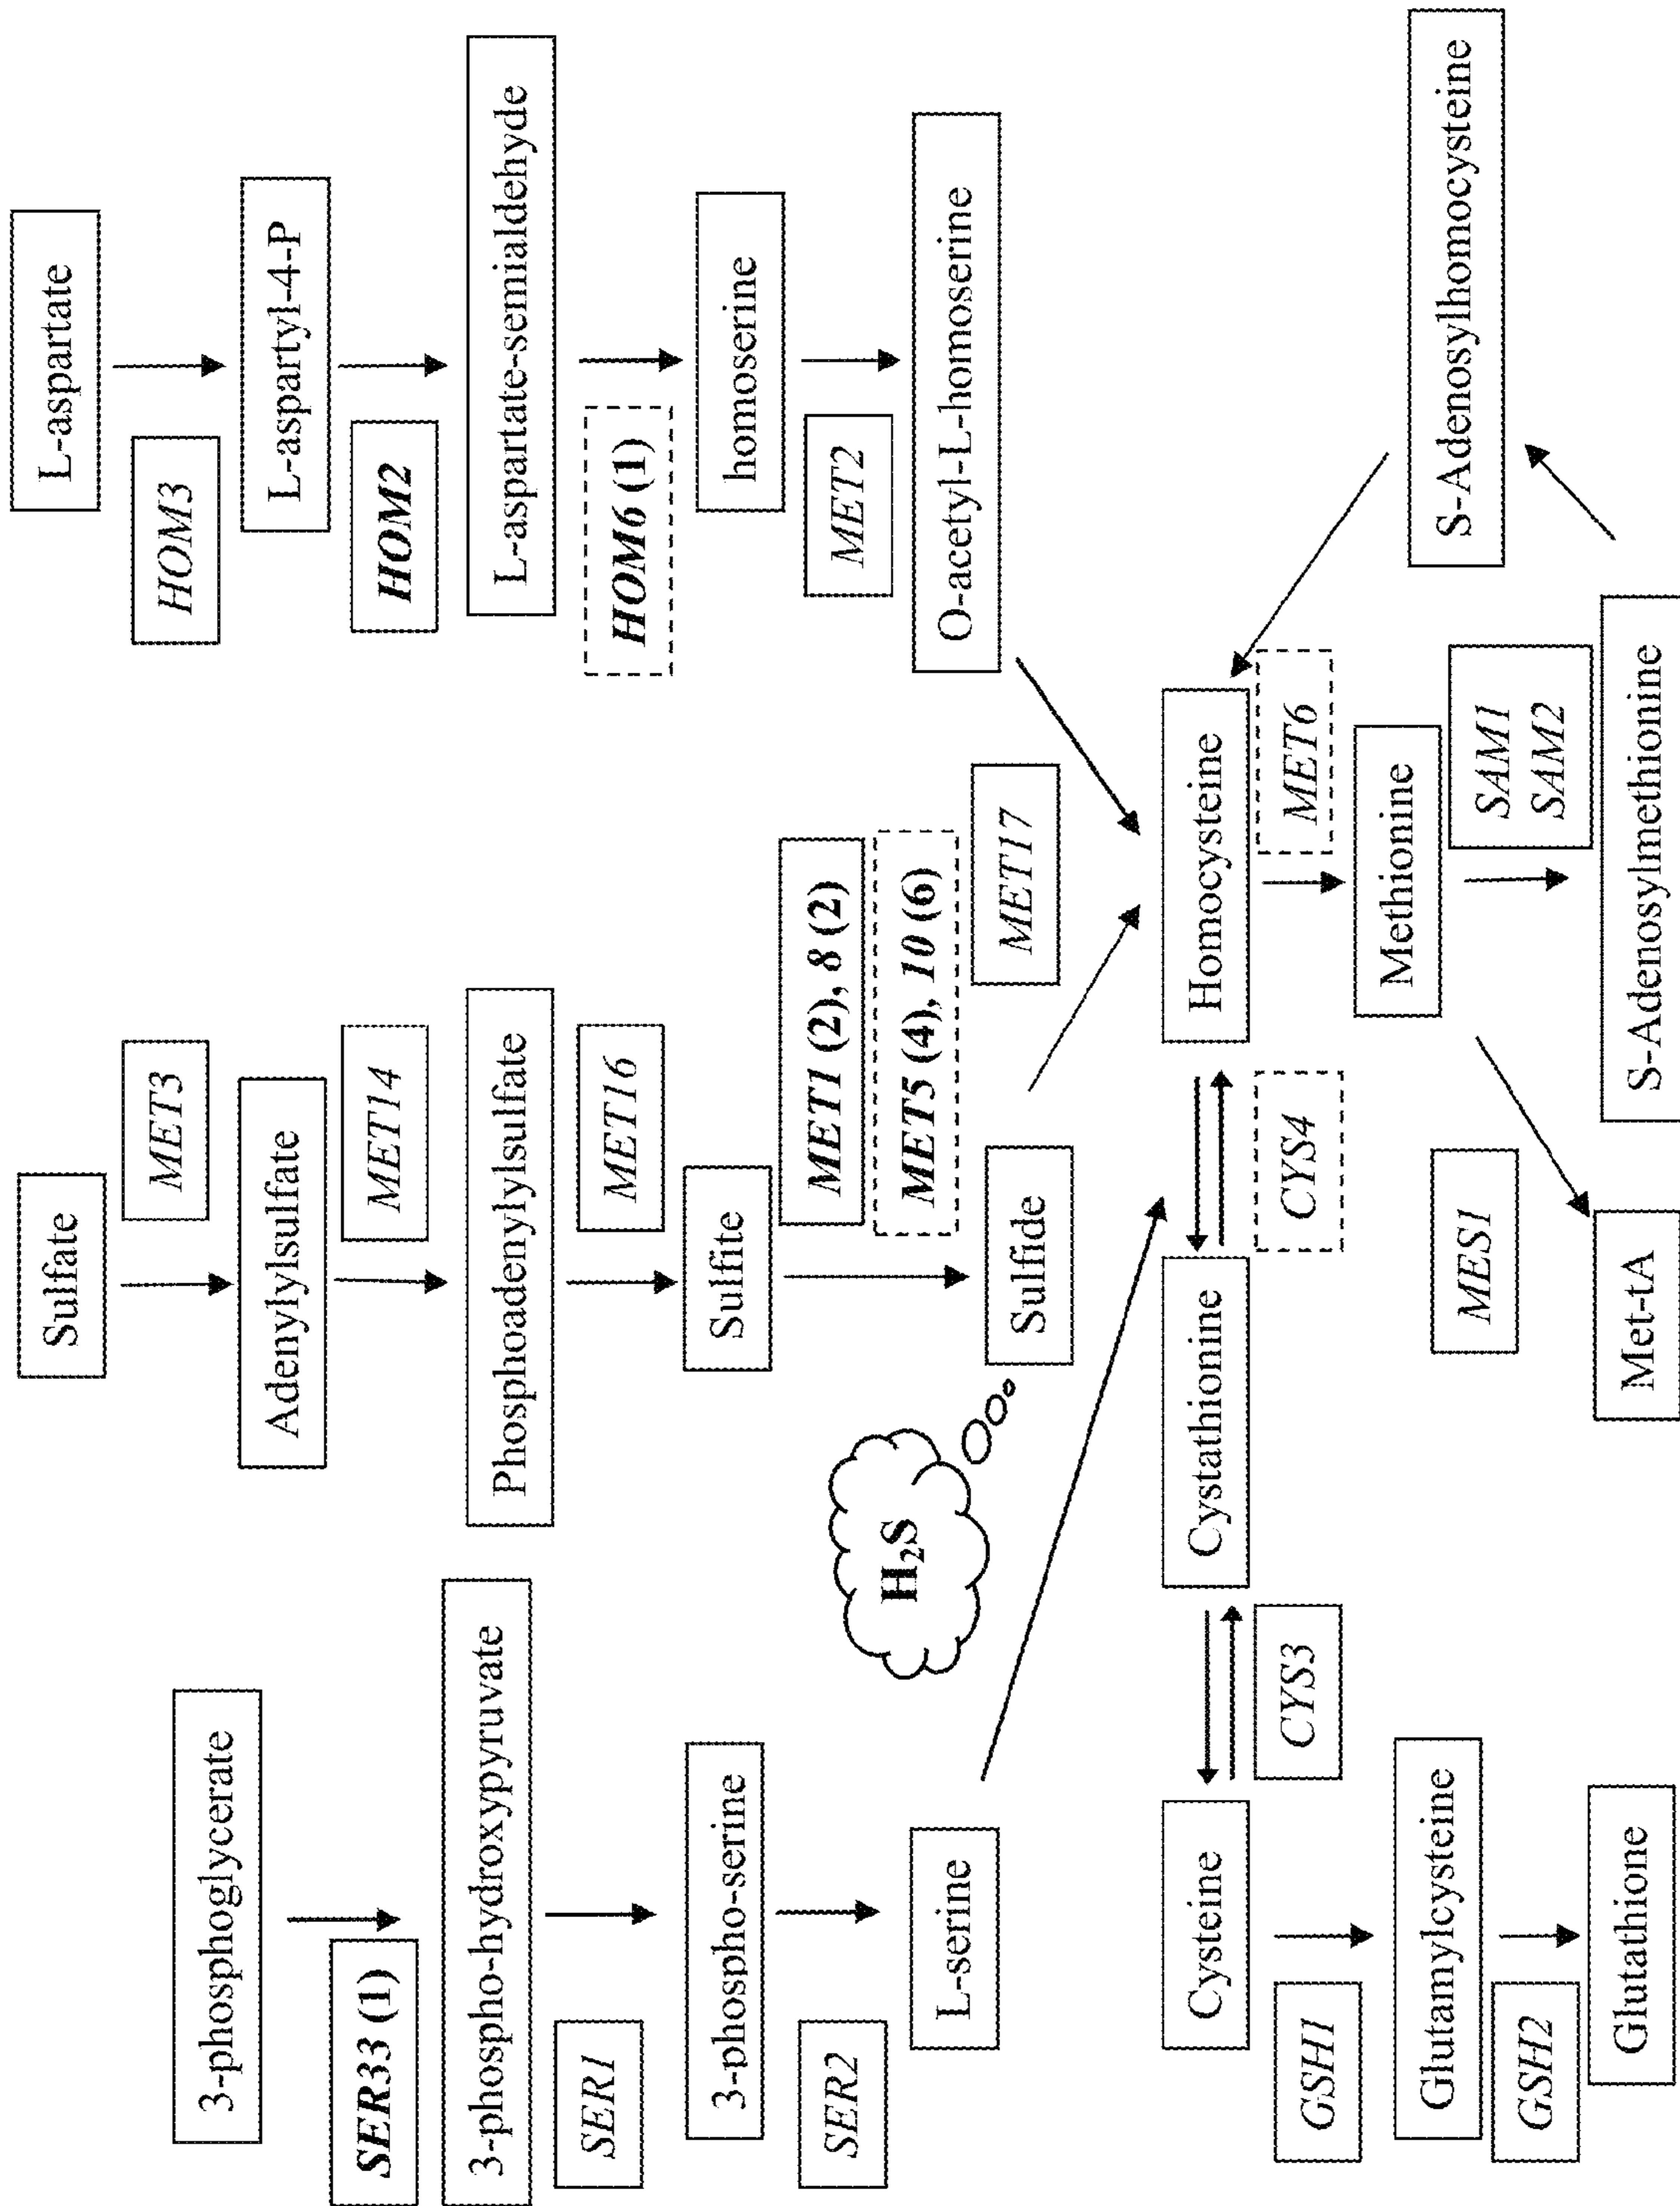 3-phosphoglycerate
SER33 (1)
3-phospho-hydroxypyruvate
SER1
3-phospho-serine
SER2
L-serine
Sulfate
MET3
Adenylylsulfate
MET14
Phosphoadenylylsulfate
MET16
Sulfite
MET1 (2), 8 (2)
MET5 (4), 10 (6)
H₂S
Sulfide
MET17
L-aspartate
HOM3
L-aspartyl-4-P
HOM2
L-aspartate-semialdehyde
HOM6 (1)
homoserine
MET2
O-acetyl-L-homoserine
Cysteine
CYS3
Cystathionine
CYS4
Homocysteine
MET6
GSH1
Glutamylcysteine
GSH2
Glutathione
Methionine
MES1
Met-tA
SAM1
SAM2
S-Adenosylmethionine
S-Adenosylhomocysteine